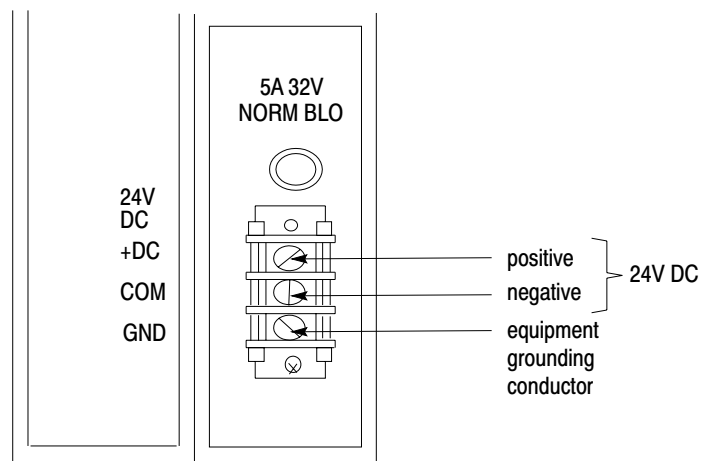 5A 32V
NORM BLO
24V
DC
+DC
COM
GND
positive
negative
24V DC
equipment
grounding
conductor